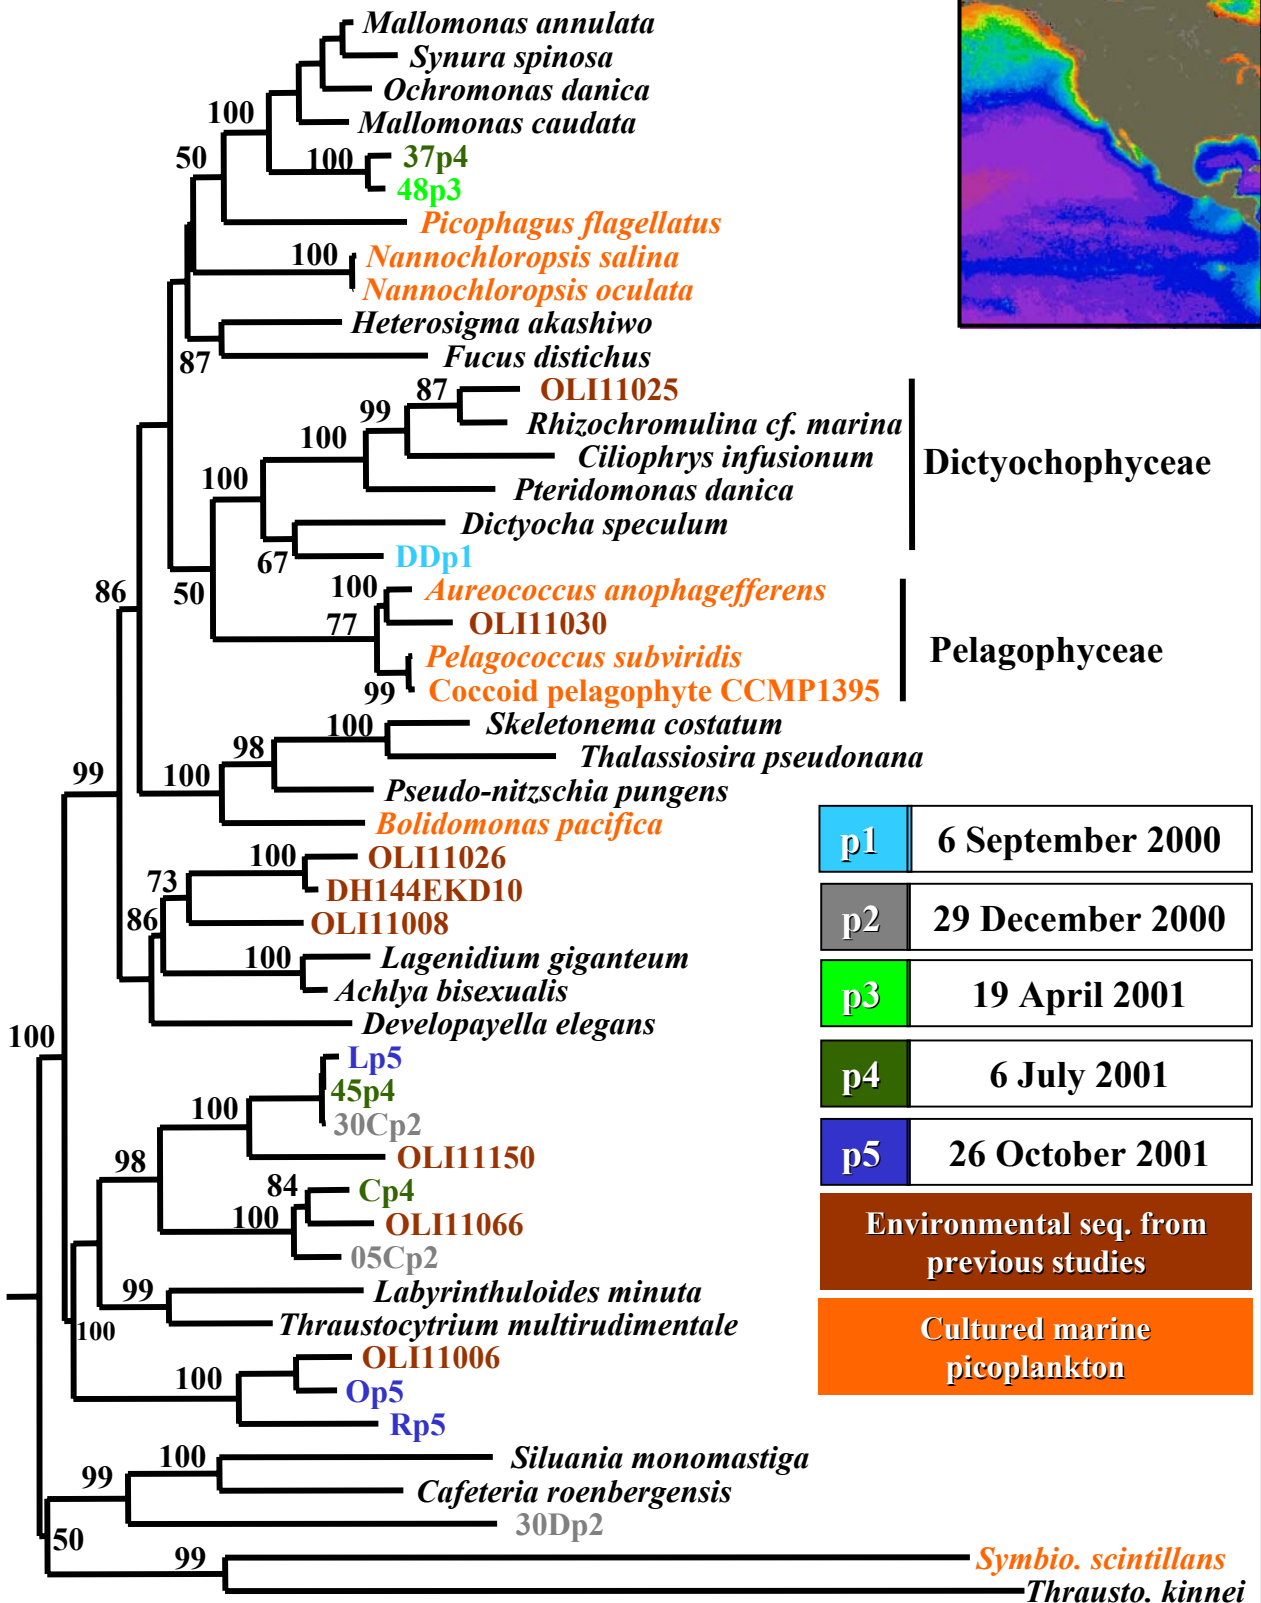 Mallomonas annulata
Synura spinosa
Ochromonas danica
100
Mallomonas caudata
50
100
37p4
48p3
Picophagus flagellatus
100
Nannochloropsis salina
Nannochloropsis oculata
Heterosigma akashiwo
87
Fucus distichus
87
OLI11025
99
Rhizochromulina cf. marina
100
Ciliophrys infusionum
Dictyochophyceae
100
Pteridomonas danica
Dictyocha speculum
67
DDp1
86
50
100
Aureococcus anophagefferens
77
OLI11030
Pelagophyceae
Pelagococcus subviridis
99
Coccoid pelagophyte CCMP1395
100
Skeletonema costatum
98
Thalassiosira pseudonana
99
100
Pseudo-nitzschia pungens
Bolidomonas pacifica
p1 6 September 2000
100
OLI11026
73
DH144EKD10
86
OLI11008
p2 29 December 2000
100
Lagenidium giganteum
Achlya bisexualis
p3 19 April 2001
Developayella elegans
100
Lp5
p4 6 July 2001
45p4
100
30Cp2
98
OLI11150
p5 26 October 2001
84
Cp4
100
OLI11066
Environmental seq. from
previous studies
05Cp2
99
Labyrinthuloides minuta
100
Thraustocytrium multirudimentale
Cultured marine
picoplankton
OLI11006
100
Op5
Rp5
100
Siluania monomastiga
99
Cafeteria roenbergensis
30Dp2
50
99
Symbio. scintillans
Thrausto. kinnei